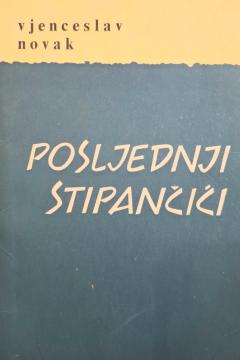 vjenceslav
novak
POSLJEDNJI
STIPANČIĆI